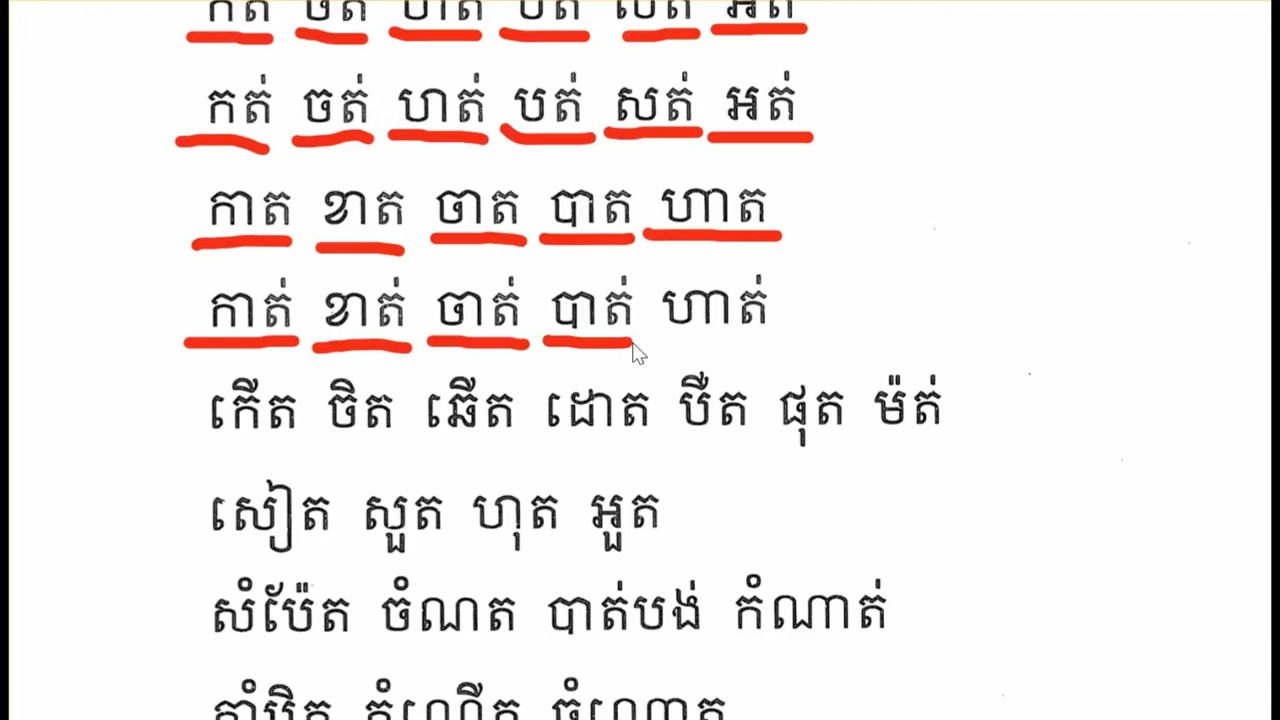 កត់ ចត់ ហត់ បត់ សត់ អត់
កាត ខាត ចាត បាត ហាត
កាត់ ខាត់ ចាត់ បាត់ ហាត់
កើត ចិត ឆើត ដោត បឺត ផុត ម៉ត់
សៀត សួត ហុត អួត
សំប៉ែត ចំណត បាត់បង់ កំណាត់